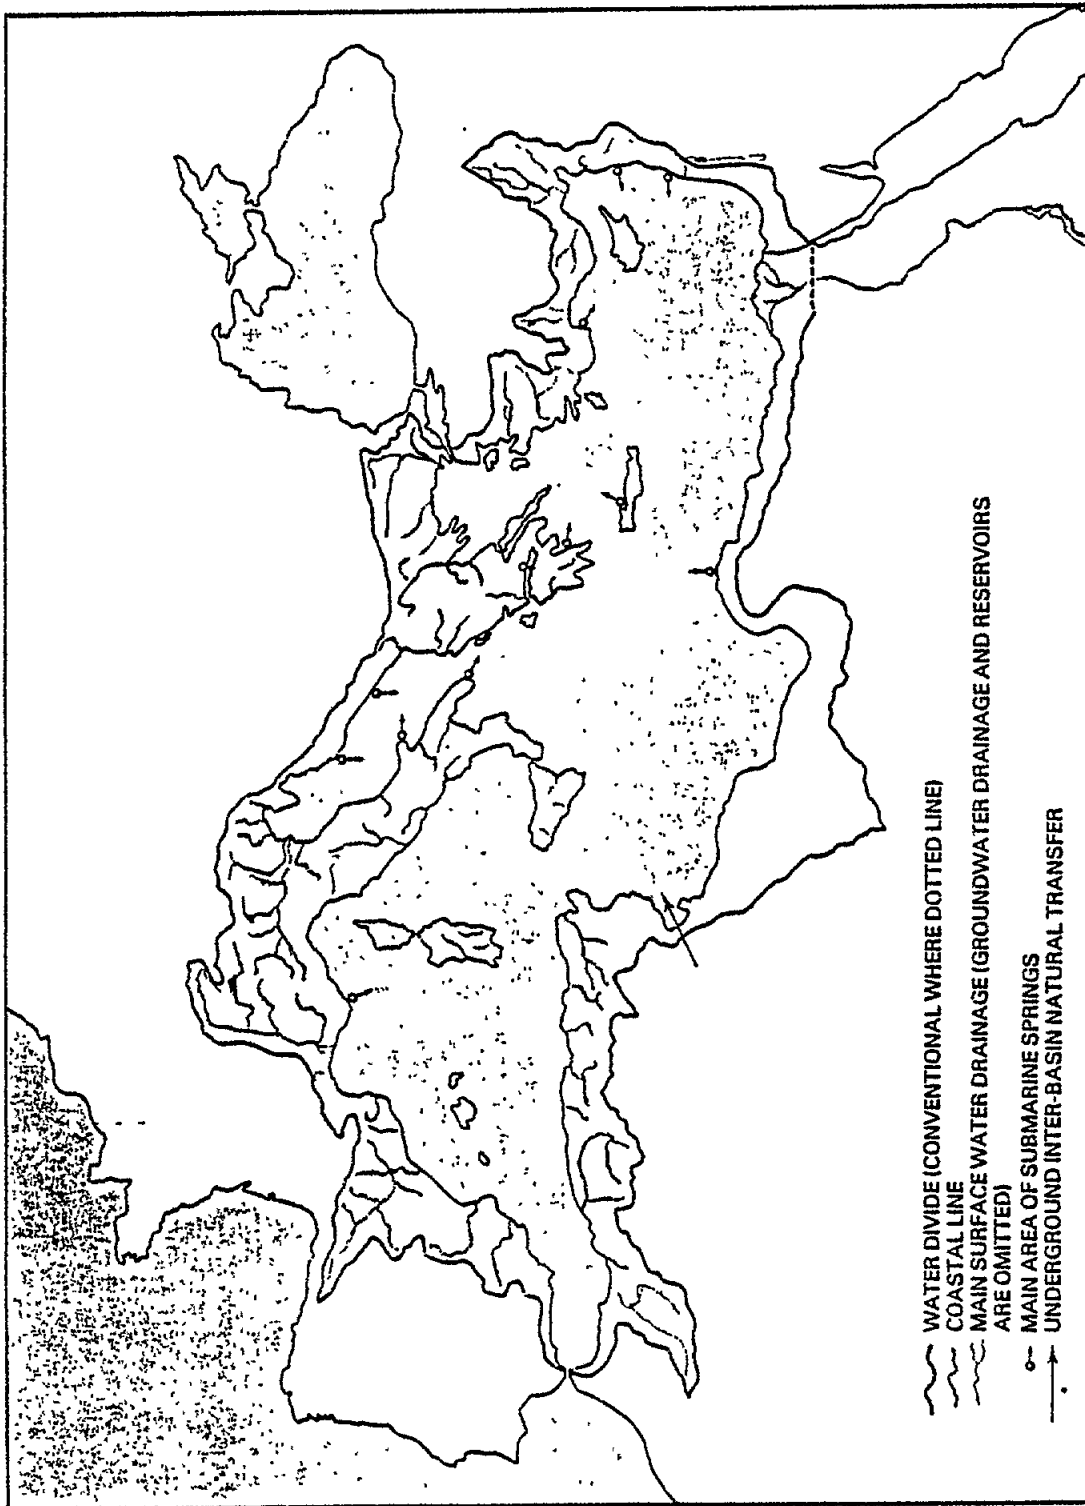 WATER DIVIDE (CONVENTIONAL WHERE DOTTED LINE)
COASTAL LINE
MAIN SURFACE WATER DRAINAGE (GROUNDWATER DRAINAGE AND RESERVOIRS
ARE OMITTED)
MAIN AREA OF SUBMARINE SPRINGS
UNDERGROUND INTER-BASIN NATURAL TRANSFER